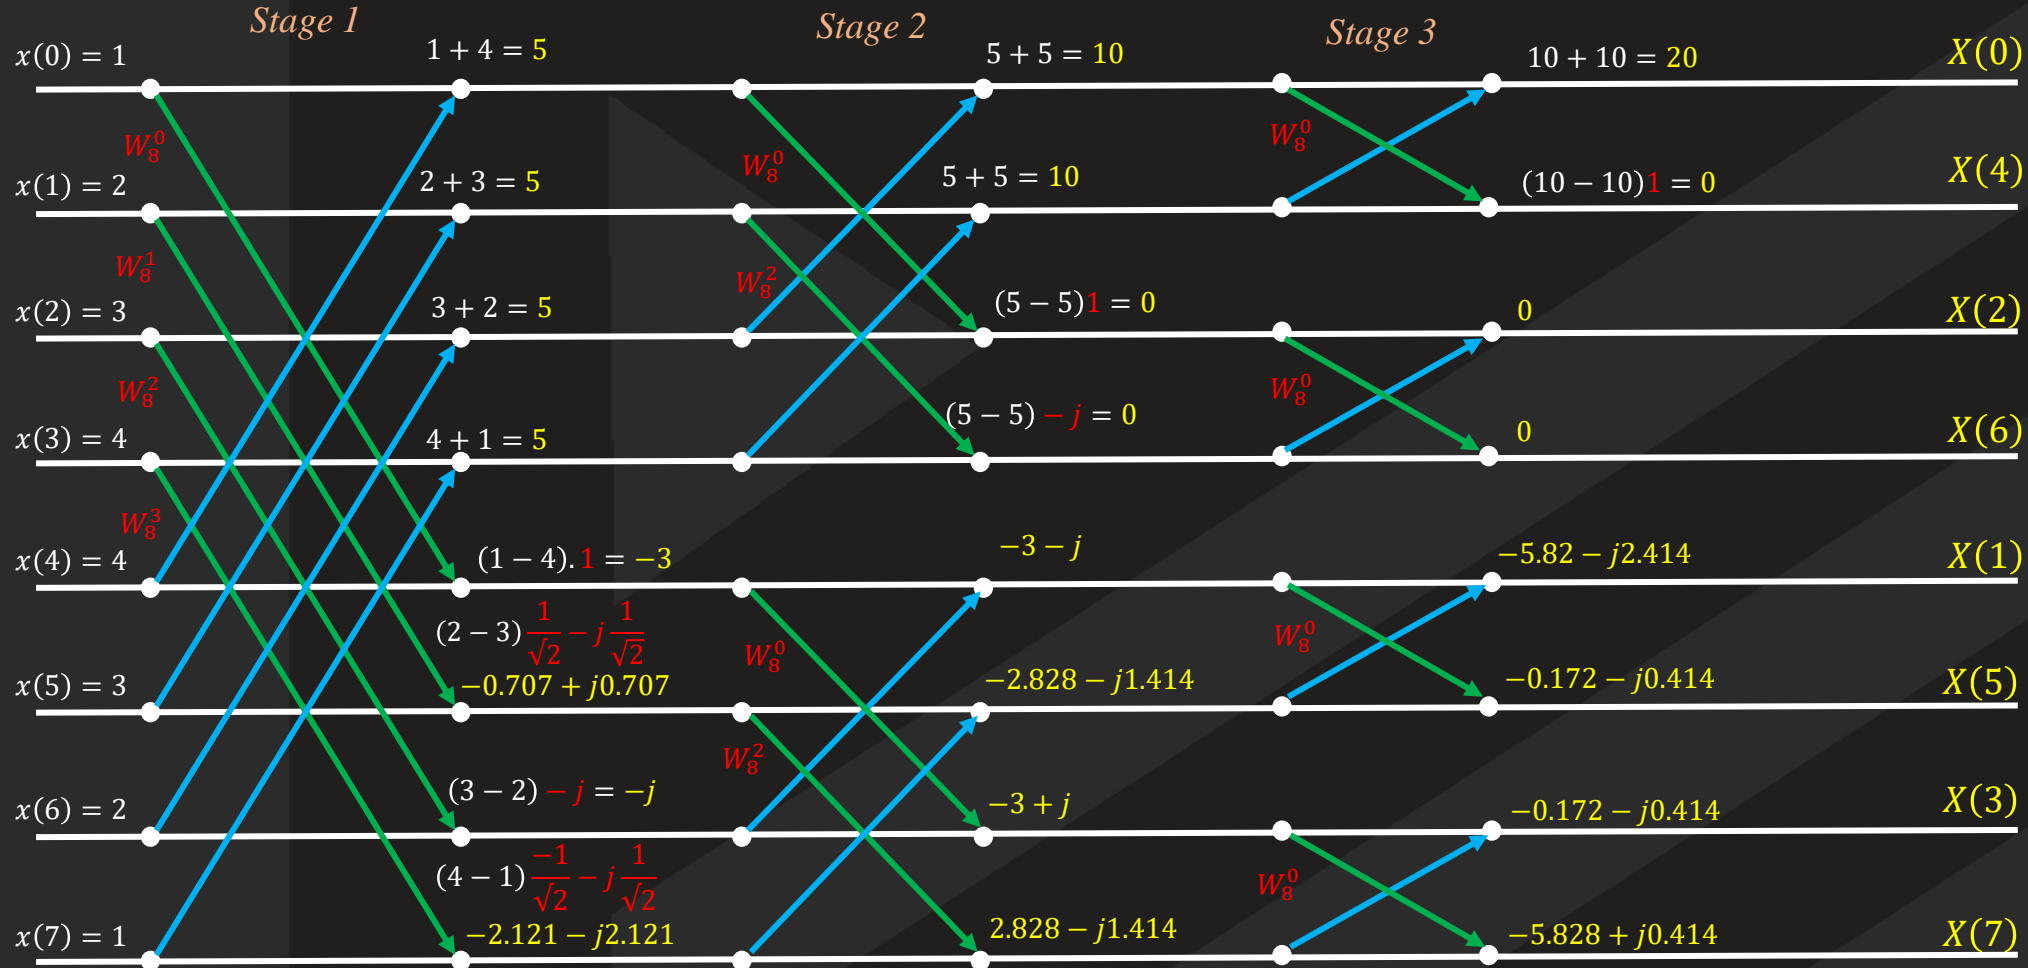 Stage 1
Stage 2
Stage 3
x(0) = 1
1 + 4 = 5
5 + 5 = 10
10 + 10 = 20
X(0)
W₈⁰
W₈⁰
W₈⁰
x(1) = 2
2 + 3 = 5
5 + 5 = 10
(10 − 10)1 = 0
X(4)
W₈¹
W₈²
x(2) = 3
3 + 2 = 5
(5 − 5)1 = 0
0
X(2)
W₈²
W₈⁰
x(3) = 4
4 + 1 = 5
(5 − 5) − j = 0
0
X(6)
W₈³
x(4) = 4
(1 − 4). 1 = −3
−3 − j
−5.82 − j2.414
X(1)
(2 − 3) 1/√2 − j 1/√2
W₈⁰
W₈⁰
x(5) = 3
−0.707 + j0.707
−2.828 − j1.414
−0.172 − j0.414
X(5)
W₈²
x(6) = 2
(3 − 2) − j = −j
−3 + j
−0.172 − j0.414
X(3)
(4 − 1) −1/√2 − j 1/√2
W₈⁰
x(7) = 1
−2.121 − j2.121
2.828 − j1.414
−5.828 + j0.414
X(7)